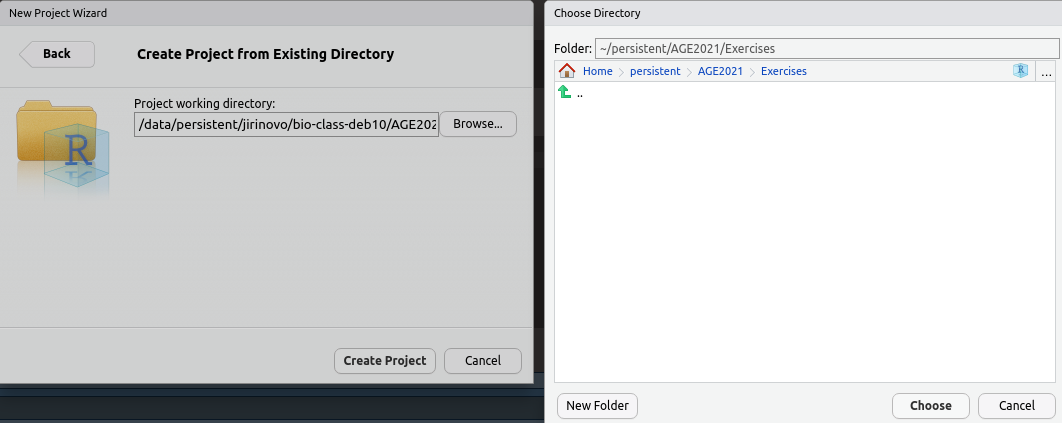 New Project Wizard
Back
Create Project from Existing Directory
Project working directory:
/data/persistent/jirinovo/bio-class-deb10/AGE202
Browse...
R
Create Project
Cancel
Choose Directory
Folder:
~/persistent/AGE2021/Exercises
Home
persistent
AGE2021
Exercises
R
...
..
New Folder
Choose
Cancel